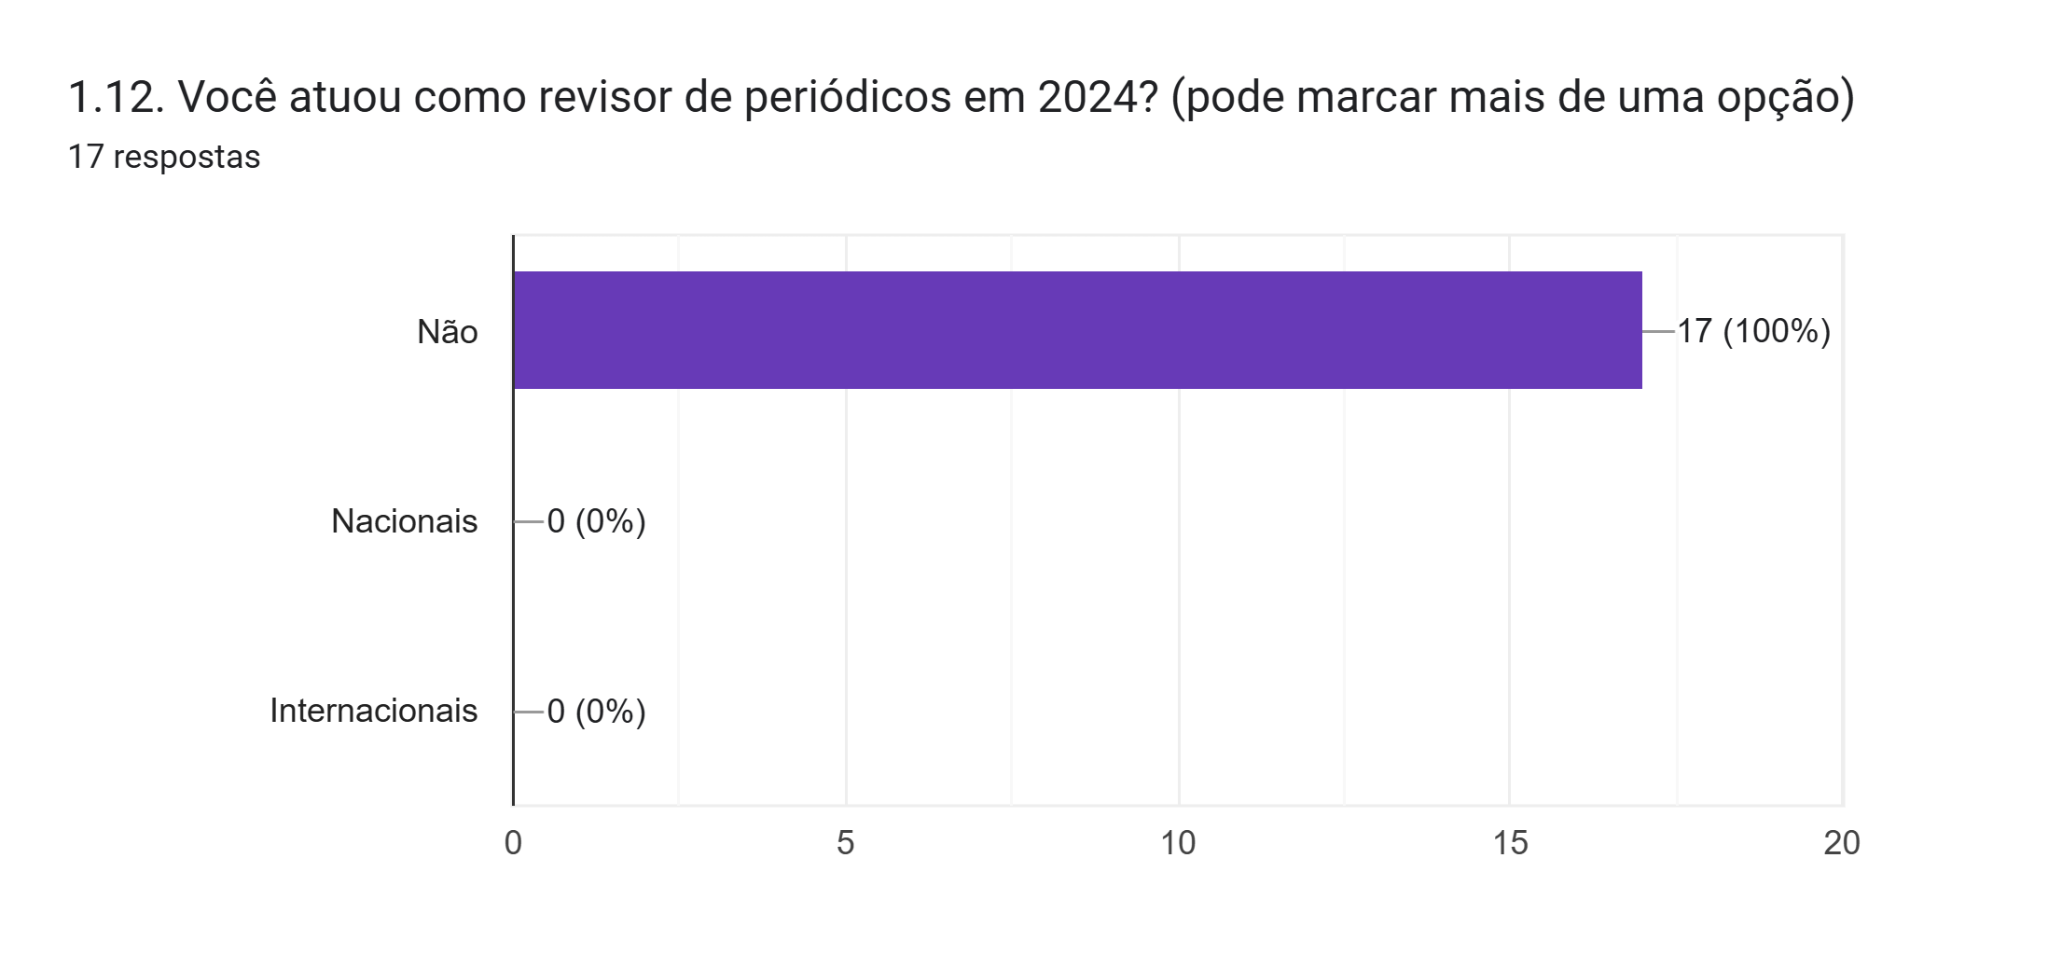 1.12. Você atuou como revisor de periódicos em 2024? (pode marcar mais de uma opção)
17 respostas
Não
17 (100%)
Nacionais
0 (0%)
Internacionais
0 (0%)
0 5 10 15 20